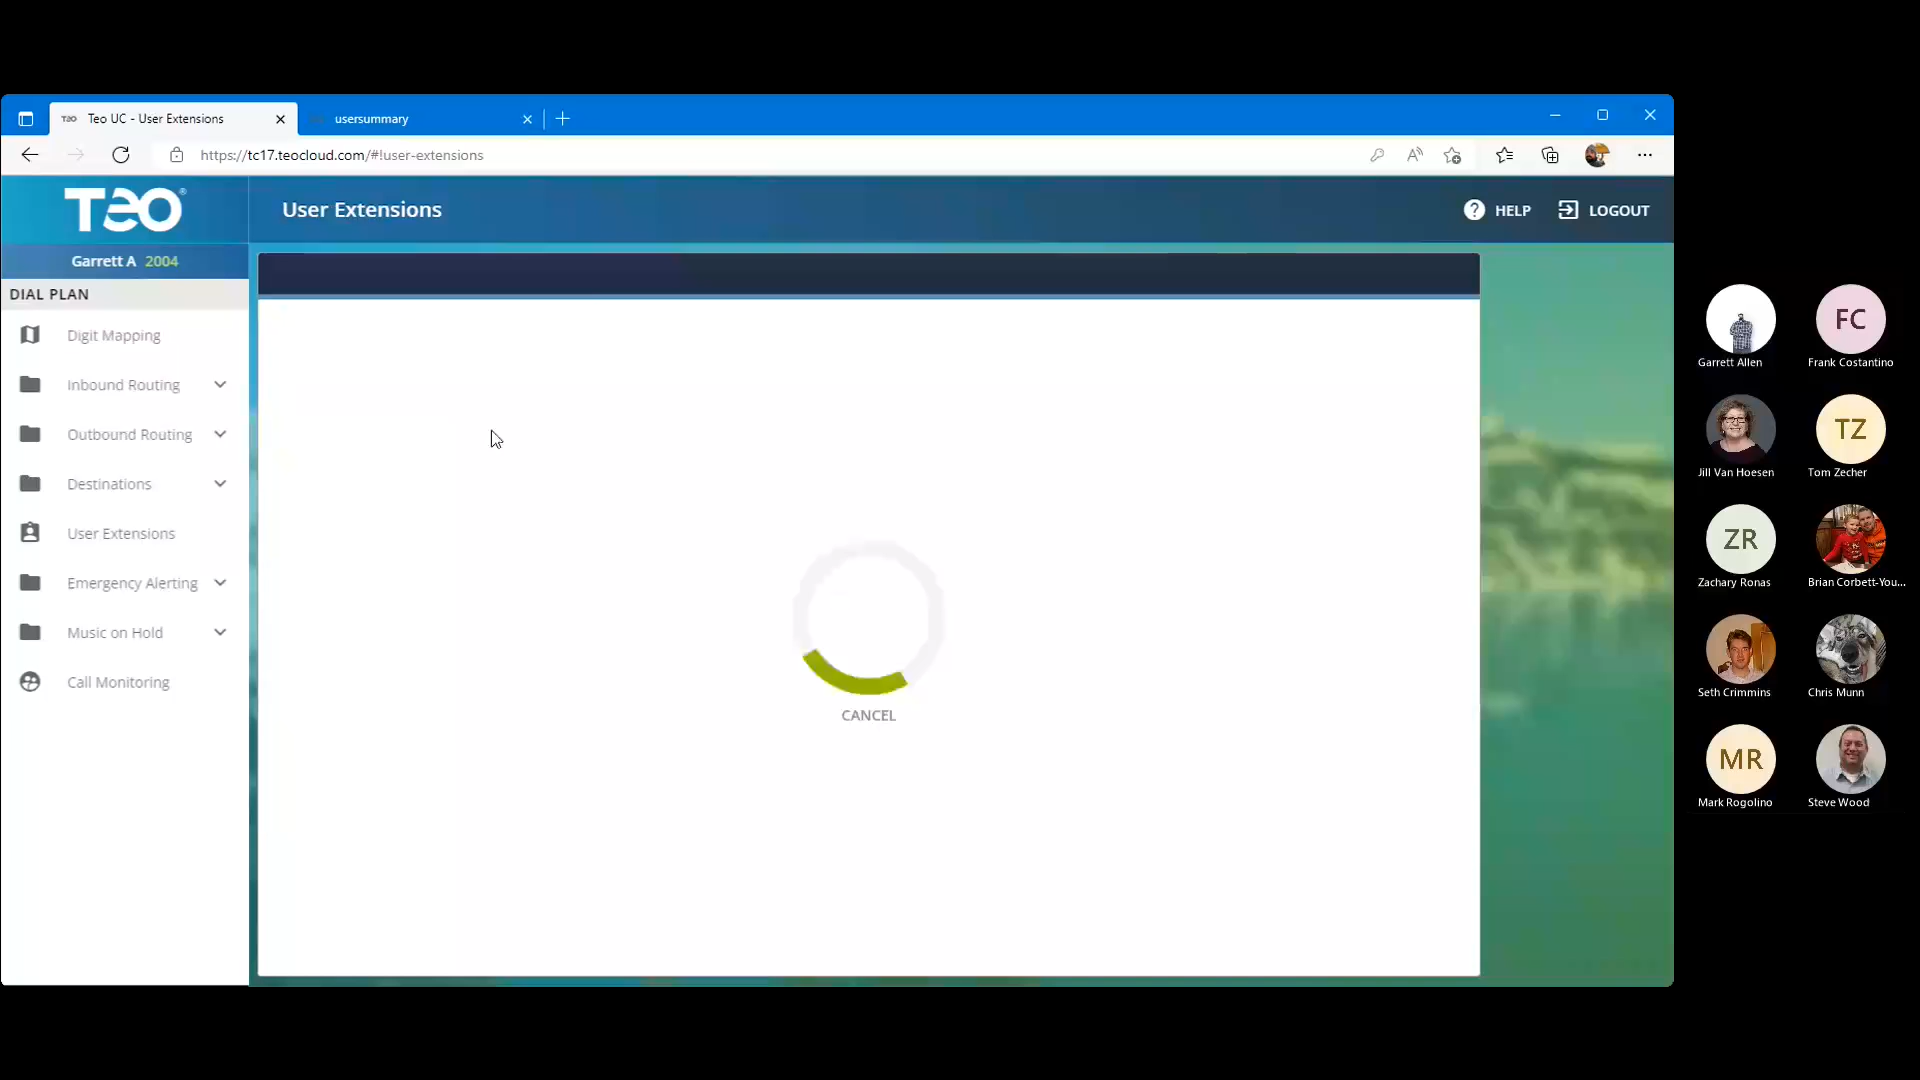 TEO Teo UC - User Extensions
usersummary
https://tc17.teocloud.com/#!user-extensions
TEO®
User Extensions
HELP
LOGOUT
Garrett A 2004
DIAL PLAN
Digit Mapping
Inbound Routing
Outbound Routing
Destinations
User Extensions
Emergency Alerting
Music on Hold
Call Monitoring
CANCEL
Garrett Allen
FC
Frank Costantino
Jill Van Hoesen
TZ
Tom Zecher
ZR
Zachary Ronas
Brian Corbett-You...
Seth Crimmins
Chris Munn
MR
Mark Rogolino
Steve Wood